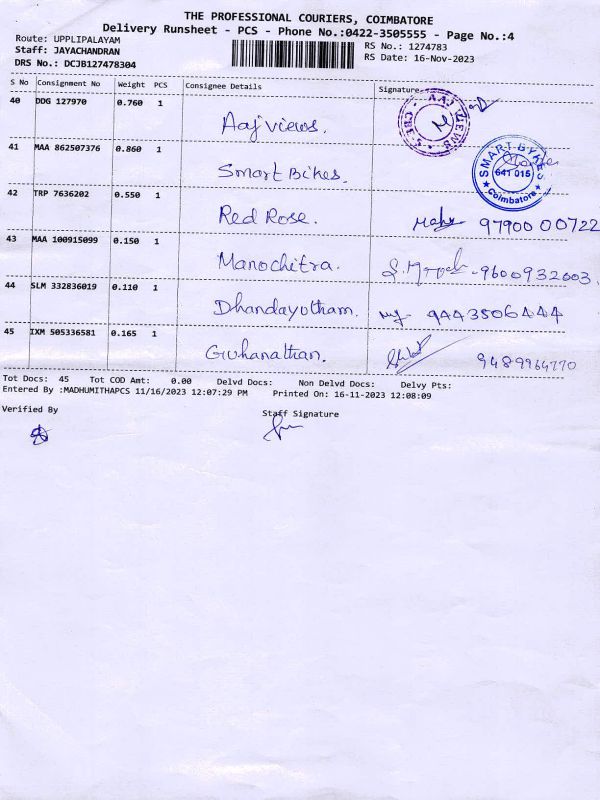 THE PROFESSIONAL COURIERS, COIMBATORE
Delivery Runsheet - PCS - Phone No.:0422-3505555 - Page No.:4
Route: UPPLIPALAYAM
Staff: JAYACHANDRAN
DRS No.: DCJB127478304
RS No.: 1274783
RS Date: 16-Nov-2023
S No Consignment No Weight PCS Consignee Details Signature
40 DDG 127970 0.760 1 Aaj views.
AAJ VIEWS
41 MAA 862507376 0.860 1 Smart Bikes.
SMART BYKES
641 015
Coimbatore
42 TRP 7636202 0.550 1 Red Rose. 97900 00722
43 MAA 100915099 0.150 1 Manochitra. 9600932003
44 SLM 332836019 0.110 1 Dhandayutham. 9443506444
45 IXM 505336581 0.165 1 Guhanathan. 9489964770
Tot Docs: 45 Tot COD Amt: 0.00 Delvd Docs: Non Delvd Docs: Delvy Pts:
Entered By :MADHUMITHAPCS 11/16/2023 12:07:29 PM Printed On: 16-11-2023 12:08:09
Verified By
Staff Signature